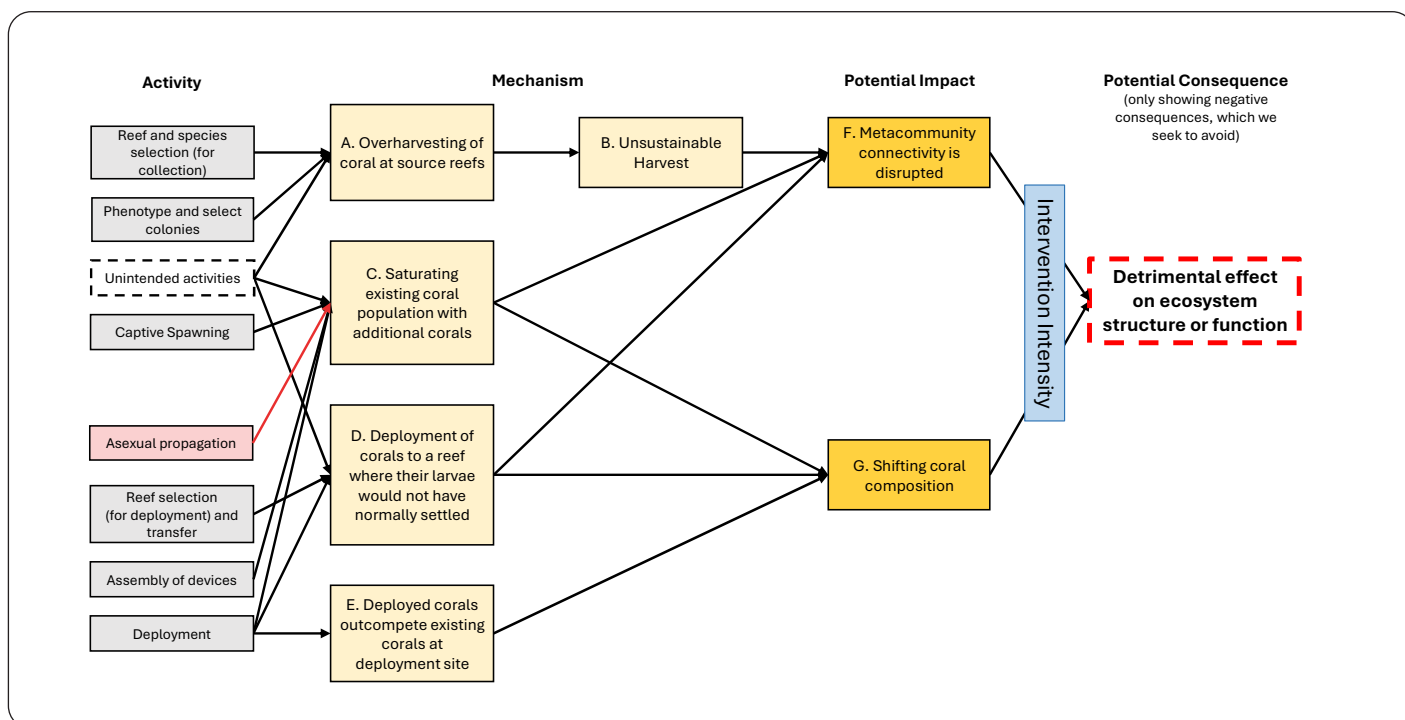 Activity
Mechanism
Potential Impact
Potential Consequence
(only showing negative
consequences, which we
seek to avoid)
Reef and species
selection (for
collection)
Phenotype and select
colonies
Unintended activities
Captive Spawning
Asexual propagation
Reef selection
(for deployment) and
transfer
Assembly of devices
Deployment
A. Overharvesting of
coral at source reefs
B. Unsustainable
Harvest
C. Saturating
existing coral
population with
additional corals
D. Deployment of
corals to a reef
where their larvae
would not have
normally settled
E. Deployed corals
outcompete existing
corals at
deployment site
F. Metacommunity
connectivity is
disrupted
G. Shifting coral
composition
Intervention Intensity
Detrimental effect
on ecosystem
structure or function